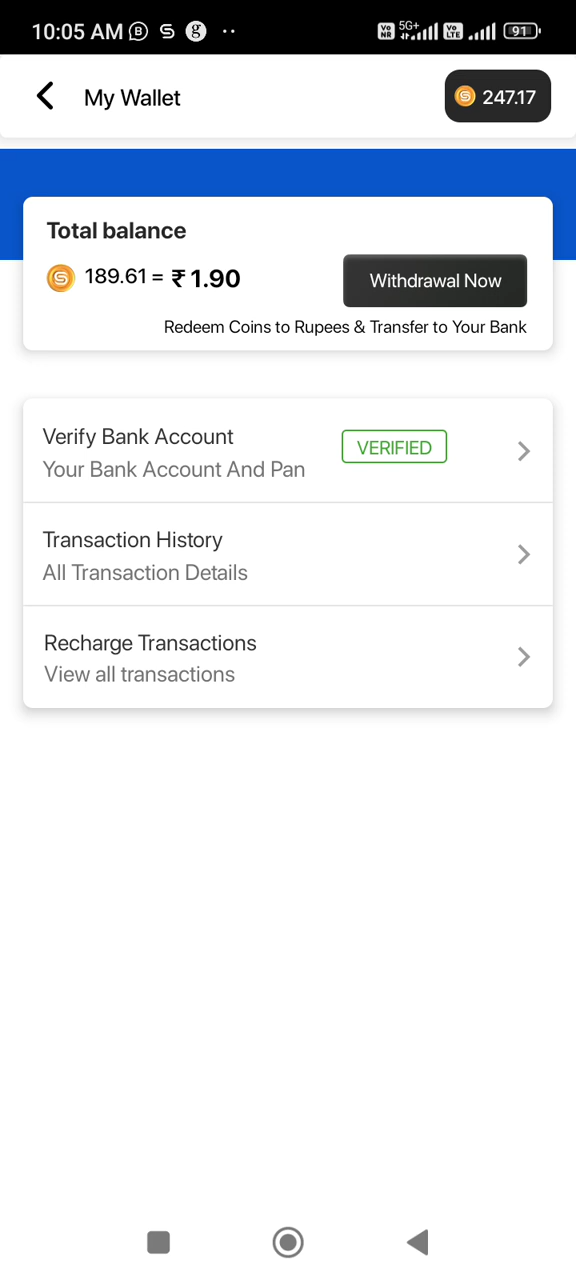 10:05 AM
5G+
91
My Wallet
247.17
Total balance
189.61 = ₹ 1.90
Withdrawal Now
Redeem Coins to Rupees & Transfer to Your Bank
Verify Bank Account
VERIFIED
Your Bank Account And Pan
Transaction History
All Transaction Details
Recharge Transactions
View all transactions